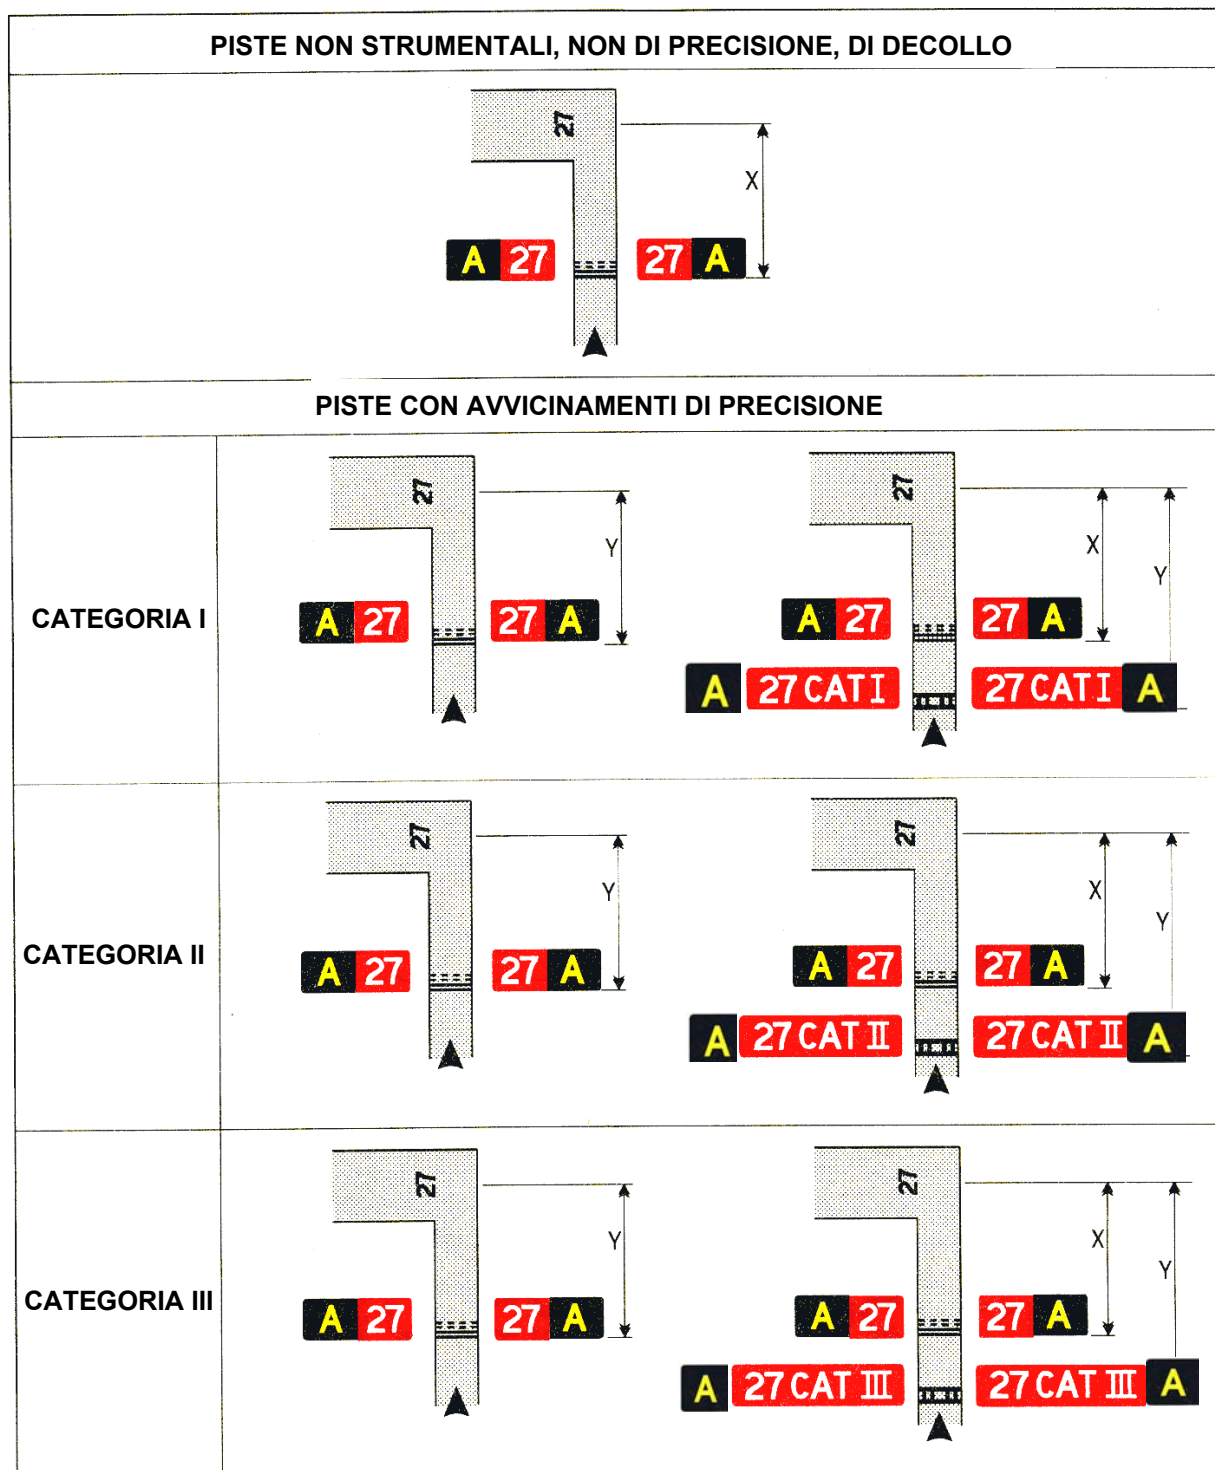 PISTE NON STRUMENTALI, NON DI PRECISIONE, DI DECOLLO
27
X
A 27 27 A
PISTE CON AVVICINAMENTI DI PRECISIONE
CATEGORIA I
27
Y
A 27 27 A
27
X
Y
A 27 27 A
A 27 CAT I 27 CAT I A
CATEGORIA II
27
Y
A 27 27 A
27
X
Y
A 27 27 A
A 27 CAT II 27 CAT II A
CATEGORIA III
27
Y
A 27 27 A
27
X
Y
A 27 27 A
A 27 CAT III 27 CAT III A